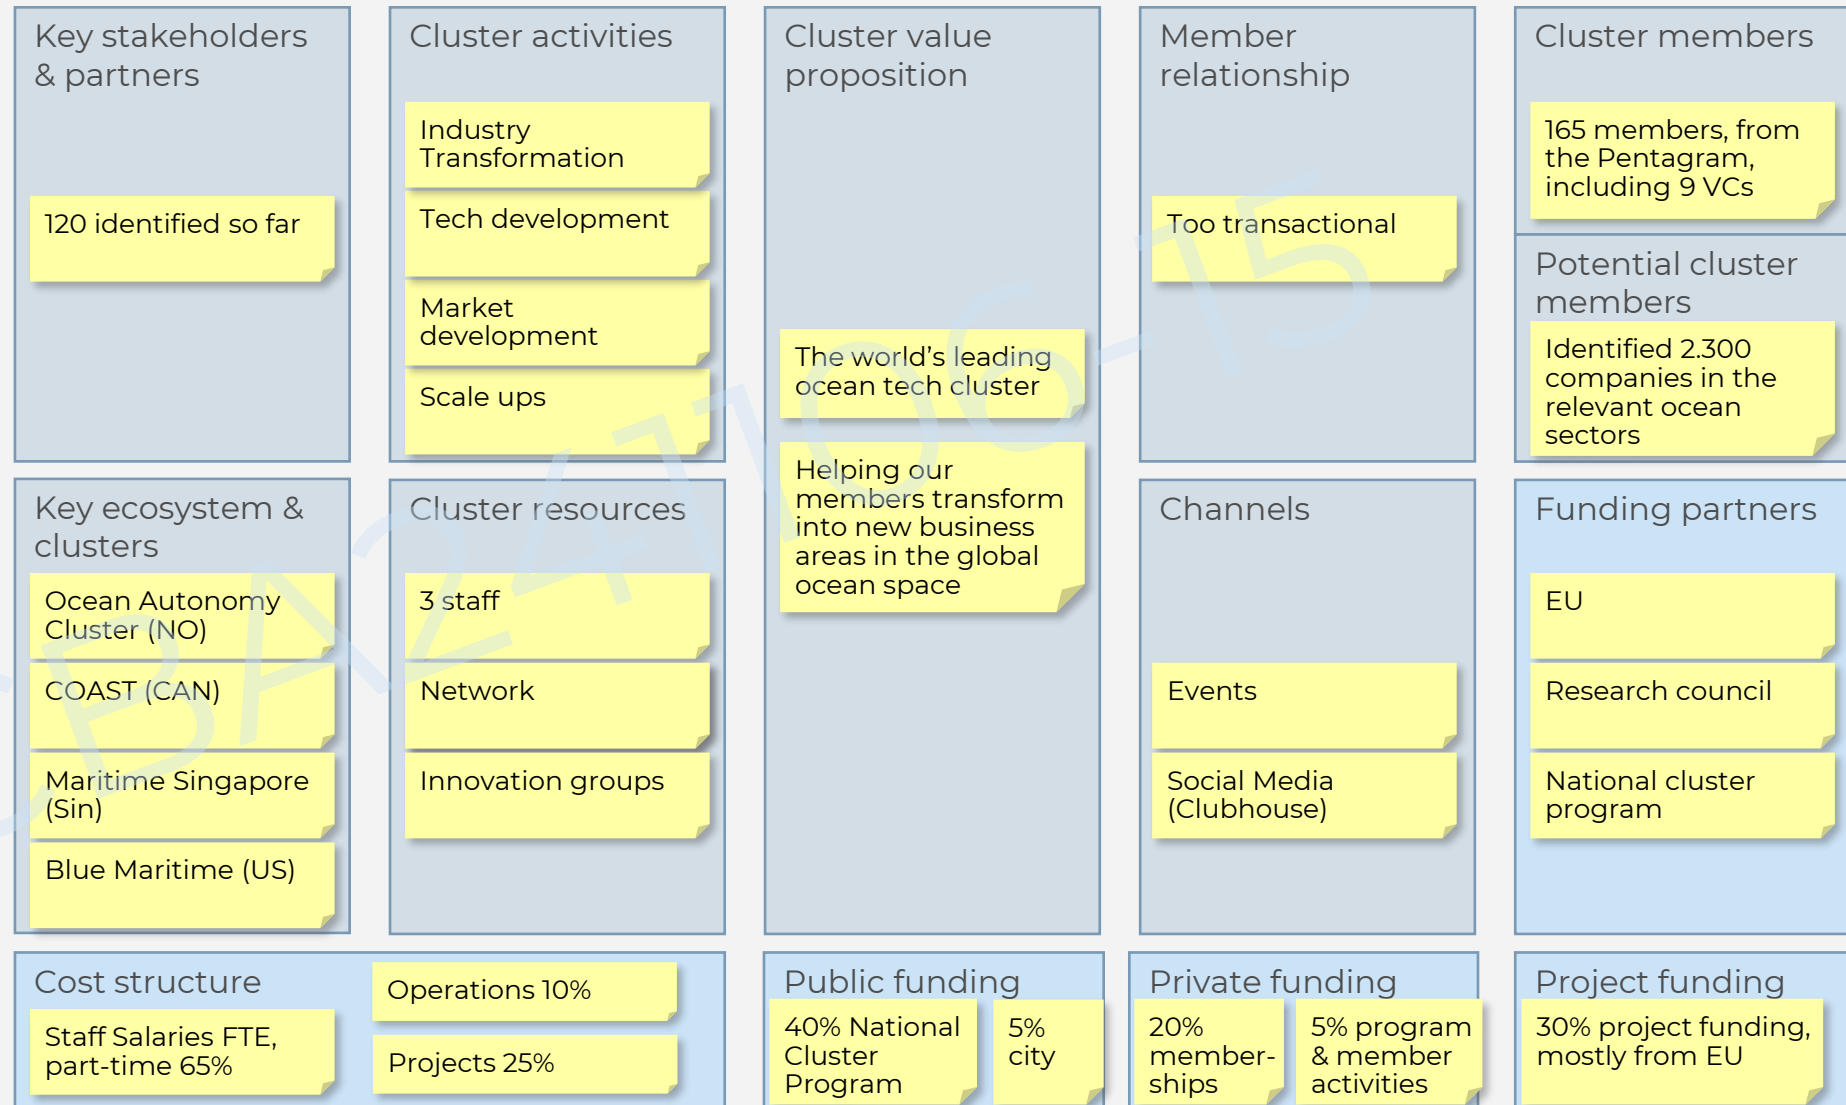 Key stakeholders
& partners
120 identified so far
Cluster activities
Industry
Transformation
Tech development
Market
development
Scale ups
Cluster value
proposition
The world's leading
ocean tech cluster
Helping our
members transform
into new business
areas in the global
ocean space
Member
relationship
Too transactional
Cluster members
165 members, from
the Pentagram,
including 9 VCs
Potential cluster
members
Identified 2.300
companies in the
relevant ocean
sectors
Key ecosystem &
clusters
Ocean Autonomy
Cluster (NO)
COAST (CAN)
Maritime Singapore
(Sin)
Blue Maritime (US)
Cluster resources
3 staff
Network
Innovation groups
Channels
Events
Social Media
(Clubhouse)
Funding partners
EU
Research council
National cluster
program
Cost structure
Staff Salaries FTE,
part-time 65%
Operations 10%
Projects 25%
Public funding
40% National
Cluster
Program
5%
city
Private funding
20%
member-
ships
5% program
& member
activities
Project funding
30% project funding,
mostly from EU
CBA241106-15